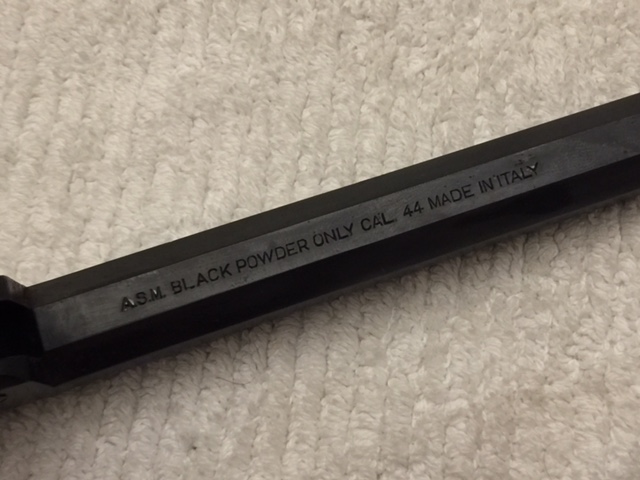 A.S.M. BLACK POWDER ONLY CAL. 44 MADE IN ITALY